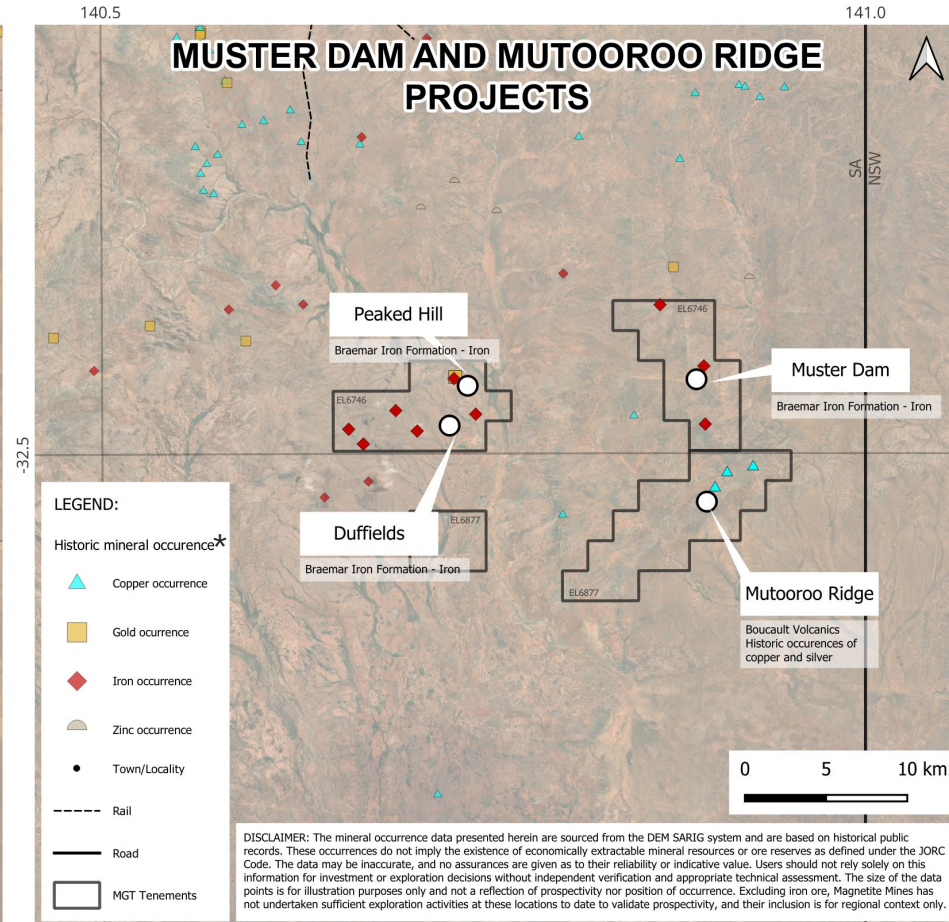 140.5
141.0
MUSTER DAM AND MUTOOROO RIDGE
PROJECTS
SA
NSW
Peaked Hill
Braemar Iron Formation - Iron
EL6746
EL6746
Muster Dam
Braemar Iron Formation - Iron
-32.5
Duffields
Braemar Iron Formation - Iron
EL6877
EL6877
Mutooroo Ridge
Boucault Volcanics
Historic occurences of
copper and silver
LEGEND:
Historic mineral occurence*
Copper occurrence
Gold ocurrence
Iron occurrence
Zinc occurrence
Town/Locality
Rail
Road
MGT Tenements
0 5 10 km
DISCLAIMER: The mineral occurrence data presented herein are sourced from the DEM SARIG system and are based on historical public
records. These occurrences do not imply the existence of economically extractable mineral resources or ore reserves as defined under the JORC
Code. The data may be inaccurate, and no assurances are given as to their reliability or indicative value. Users should not rely solely on this
information for investment or exploration decisions without independent verification and appropriate technical assessment. The size of the data
points is for illustration purposes only and not a reflection of prospectivity nor position of occurrence. Excluding iron ore, Magnetite Mines has
not undertaken sufficient exploration activities at these locations to date to validate prospectivity, and their inclusion is for regional context only.